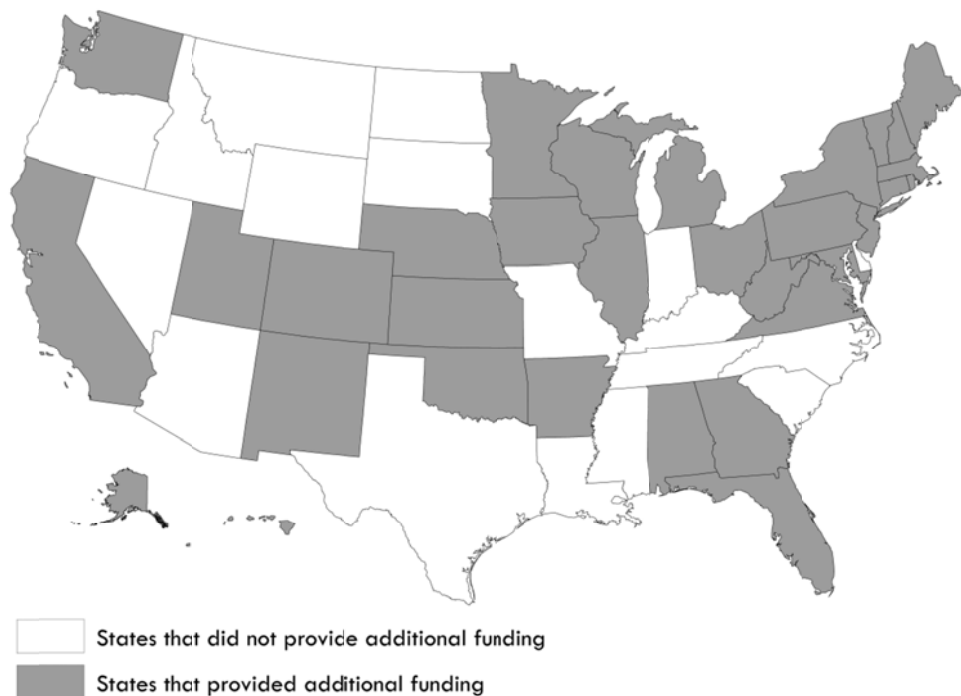 States that did not provide additional funding
States that provided additional funding